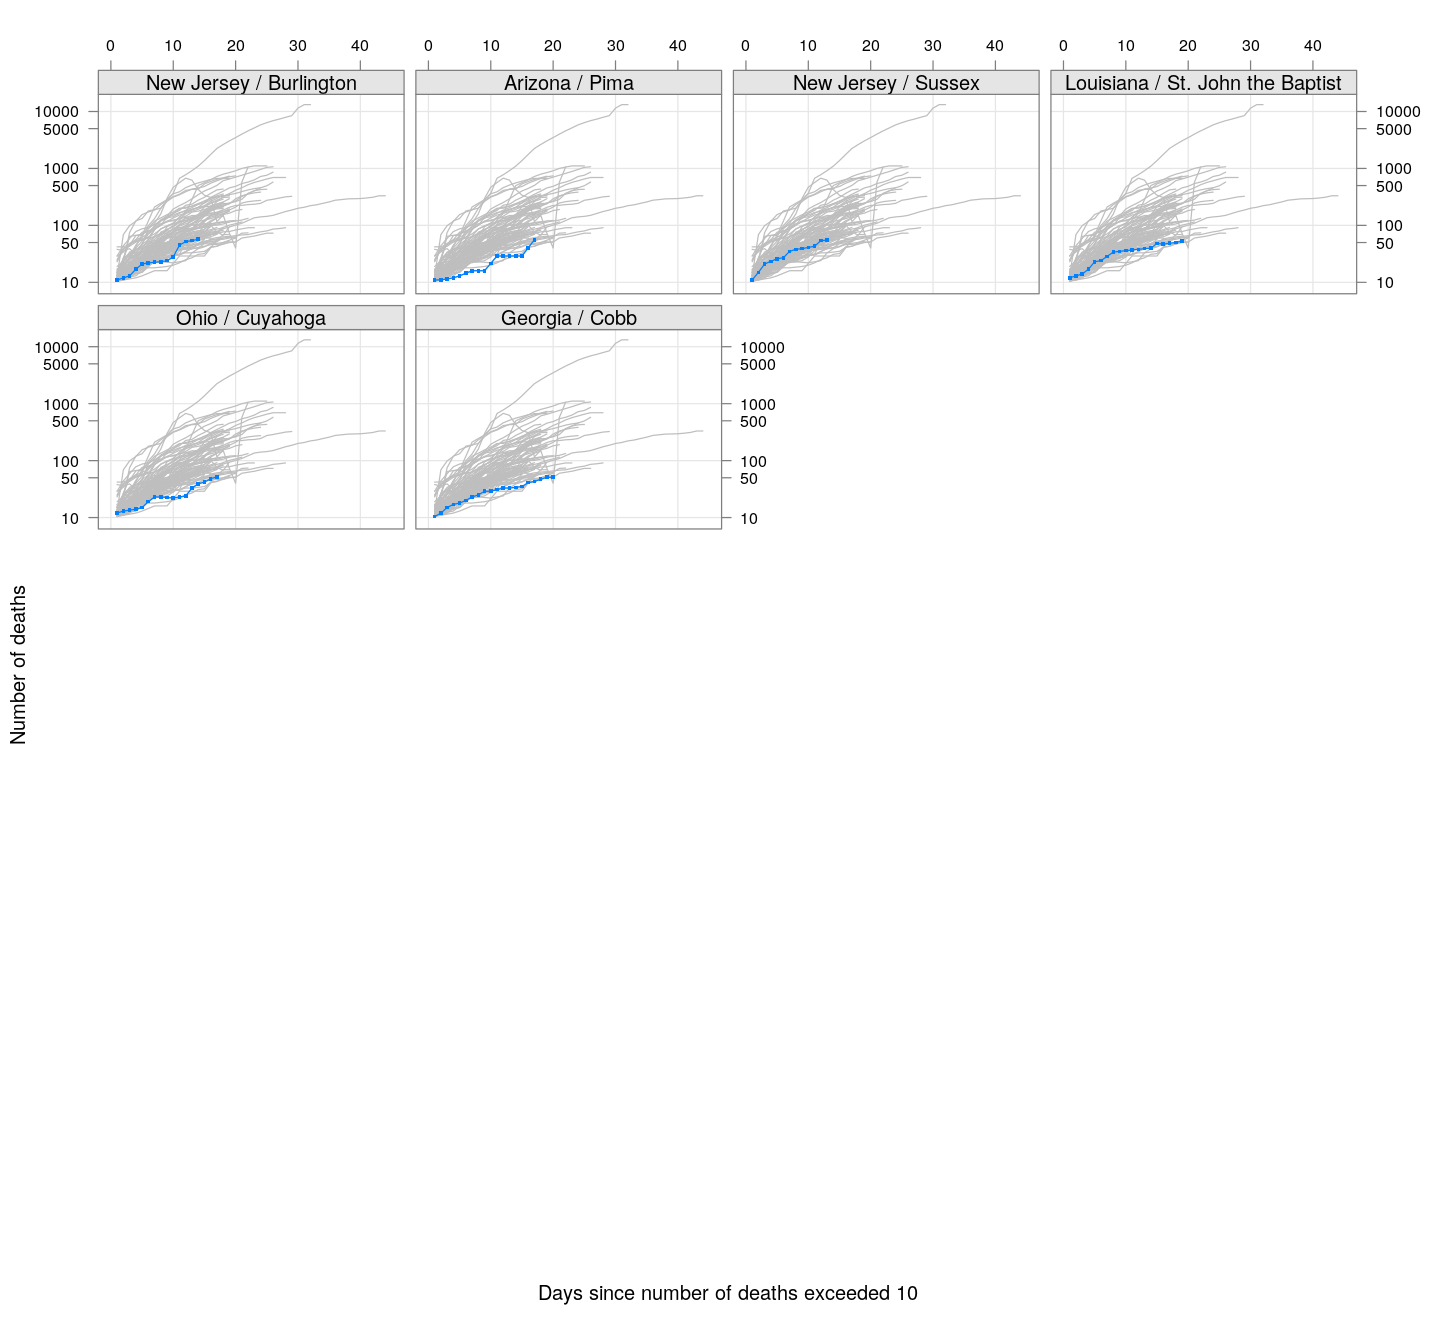 0 10 20 30 40 0 10 20 30 40 0 10 20 30 40 0 10 20 30 40
New Jersey / Burlington Arizona / Pima New Jersey / Sussex Louisiana / St. John the Baptist
10000 10000
5000 5000
1000 1000
500 500
100 100
50 50
10 10
Ohio / Cuyahoga Georgia / Cobb
10000 10000
5000 5000
1000 1000
500 500
100 100
50 50
10 10
Number of deaths
Days since number of deaths exceeded 10